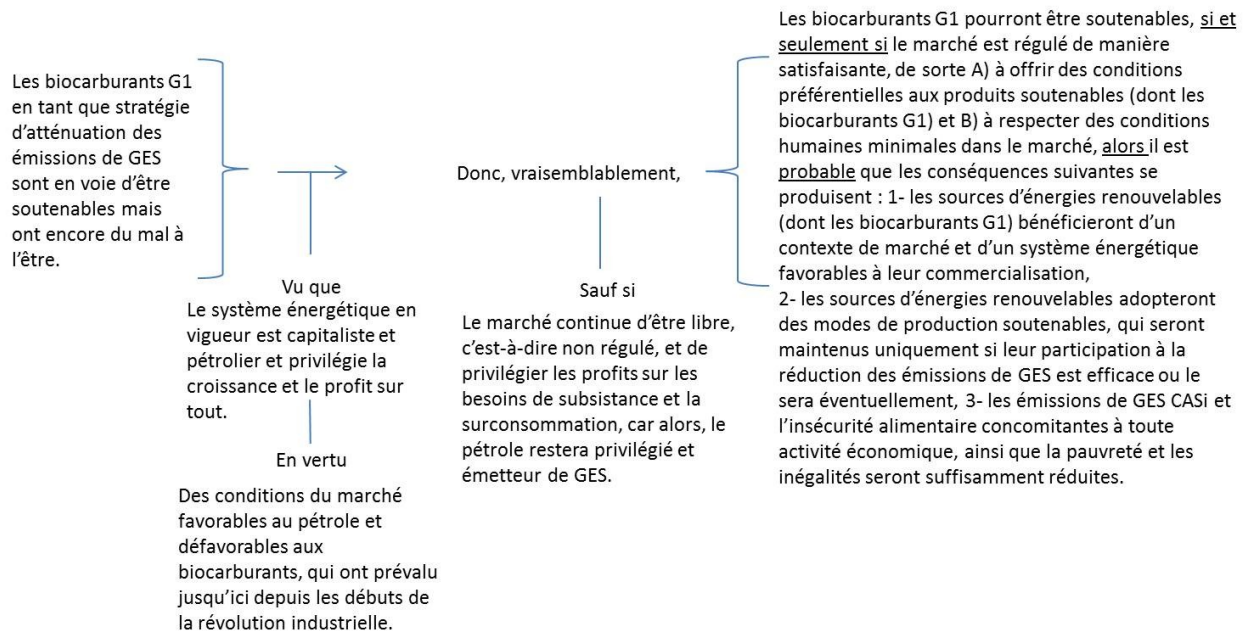 Les biocarburants G1
en tant que stratégie
d’atténuation des
émissions de GES
sont en voie d’être
soutenables mais
ont encore du mal à
l’être.
Vu que
Le système énergétique en
vigueur est capitaliste et
pétrolier et privilégie la
croissance et le profit sur
tout.
En vertu
Des conditions du marché
favorables au pétrole et
défavorables aux
biocarburants, qui ont prévalu
jusqu’ici depuis les débuts de
la révolution industrielle.
Donc, vraisemblablement,
Sauf si
Le marché continue d’être libre,
c’est-à-dire non régulé, et de
privilégier les profits sur les
besoins de subsistance et la
surconsommation, car alors, le
pétrole restera privilégié et
émetteur de GES.
Les biocarburants G1 pourront être soutenables, si et
seulement si le marché est régulé de manière
satisfaisante, de sorte A) à offrir des conditions
préférentielles aux produits soutenables (dont les
biocarburants G1) et B) à respecter des conditions
humaines minimales dans le marché, alors il est
probable que les conséquences suivantes se
produisent : 1- les sources d’énergies renouvelables
(dont les biocarburants G1) bénéficieront d’un
contexte de marché et d’un système énergétique
favorables à leur commercialisation,
2- les sources d’énergies renouvelables adopteront
des modes de production soutenables, qui seront
maintenus uniquement si leur participation à la
réduction des émissions de GES est efficace ou le
sera éventuellement, 3- les émissions de GES CASi et
l’insécurité alimentaire concomitantes à toute
activité économique, ainsi que la pauvreté et les
inégalités seront suffisamment réduites.